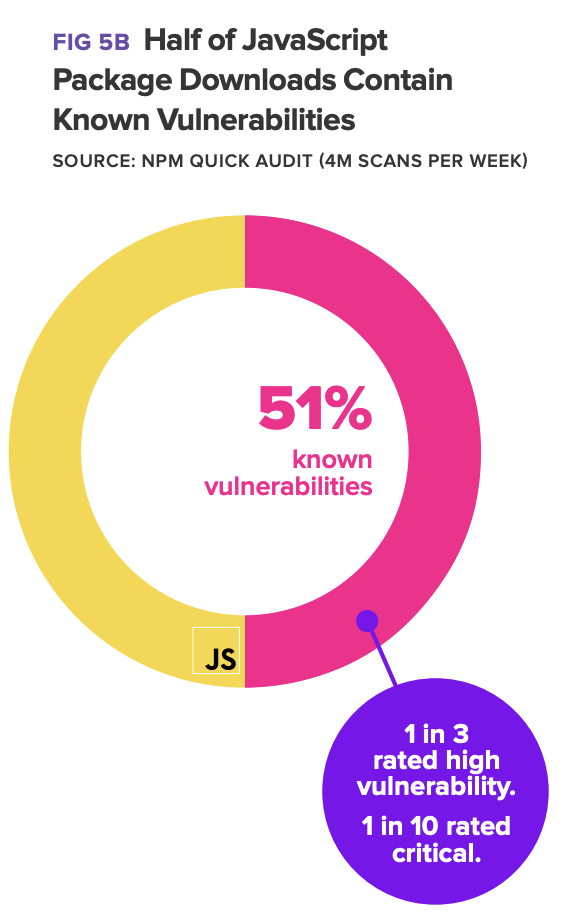 FIG 5B Half of JavaScript
Package Downloads Contain
Known Vulnerabilities
SOURCE: NPM QUICK AUDIT (4M SCANS PER WEEK)
51%
known
vulnerabilities
JS
1 in 3
rated high
vulnerability.
1 in 10 rated
critical.